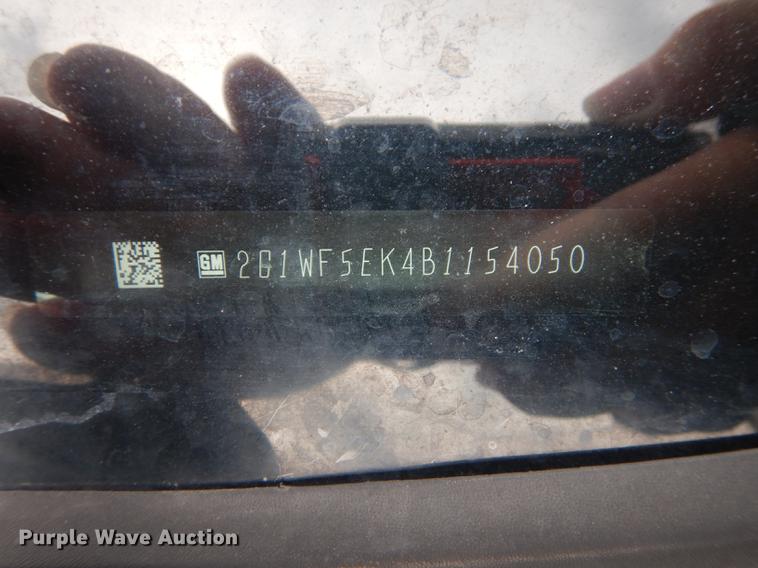 GM 2G1WF5EK4B1154050
Purple Wave Auction